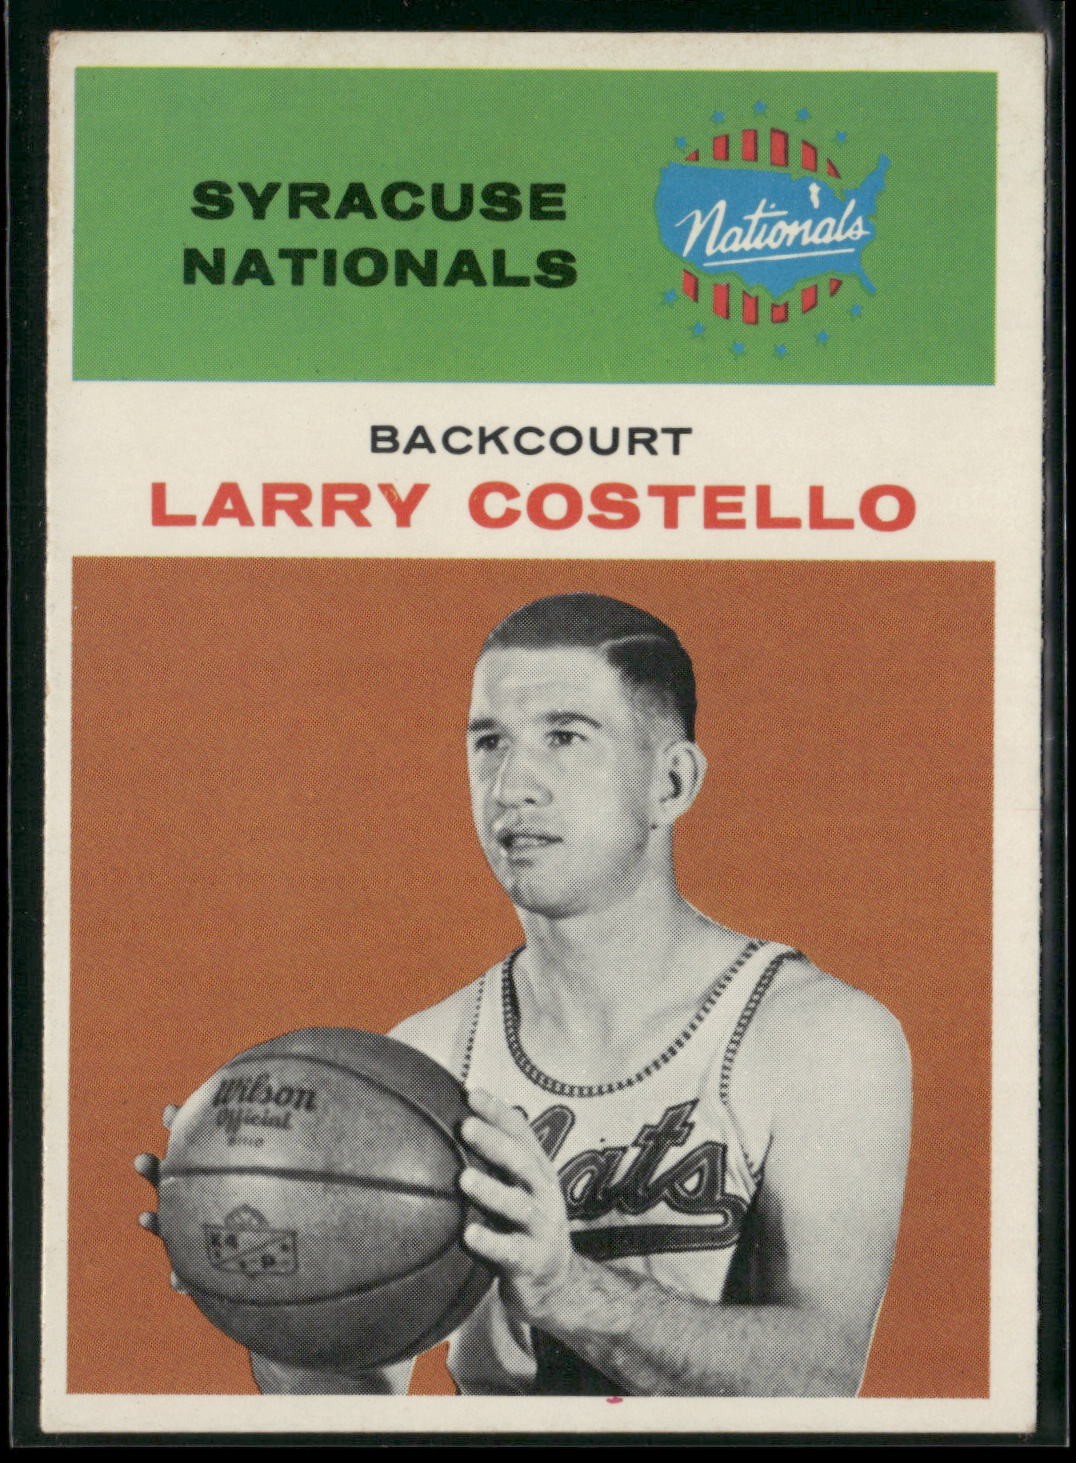 SYRACUSE
NATIONALS
Nationals
BACKCOURT
LARRY COSTELLO
Wilson
Official
Nats